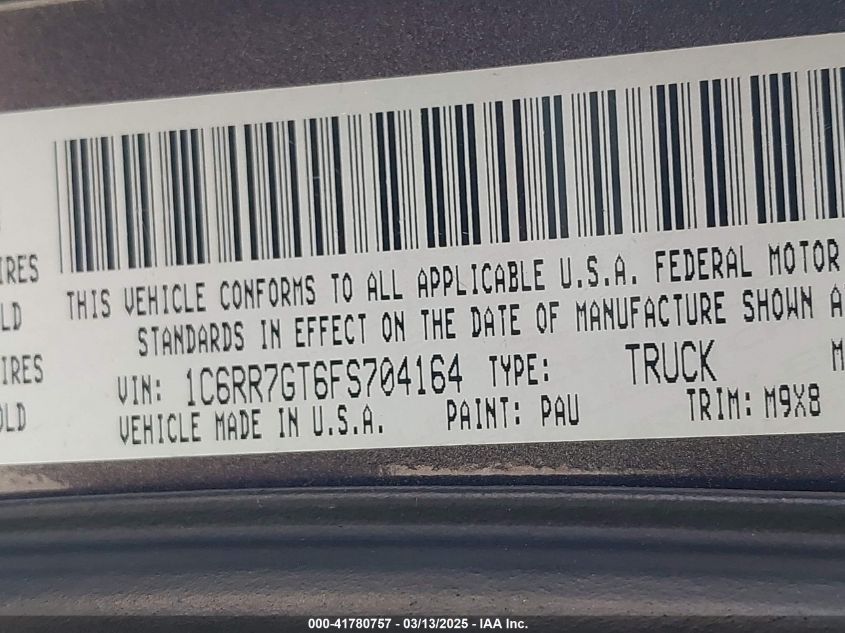 IRES
LD
IRES
OLD
THIS VEHICLE CONFORMS TO ALL APPLICABLE U.S.A. FEDERAL MOTOR
STANDARDS IN EFFECT ON THE DATE OF MANUFACTURE SHOWN A
VIN: 1C6RR7GT6FS704164 TYPE: TRUCK M
VEHICLE MADE IN U.S.A. PAINT: PAU TRIM: M9X8
000-41780757 - 03/13/2025 - IAA Inc.